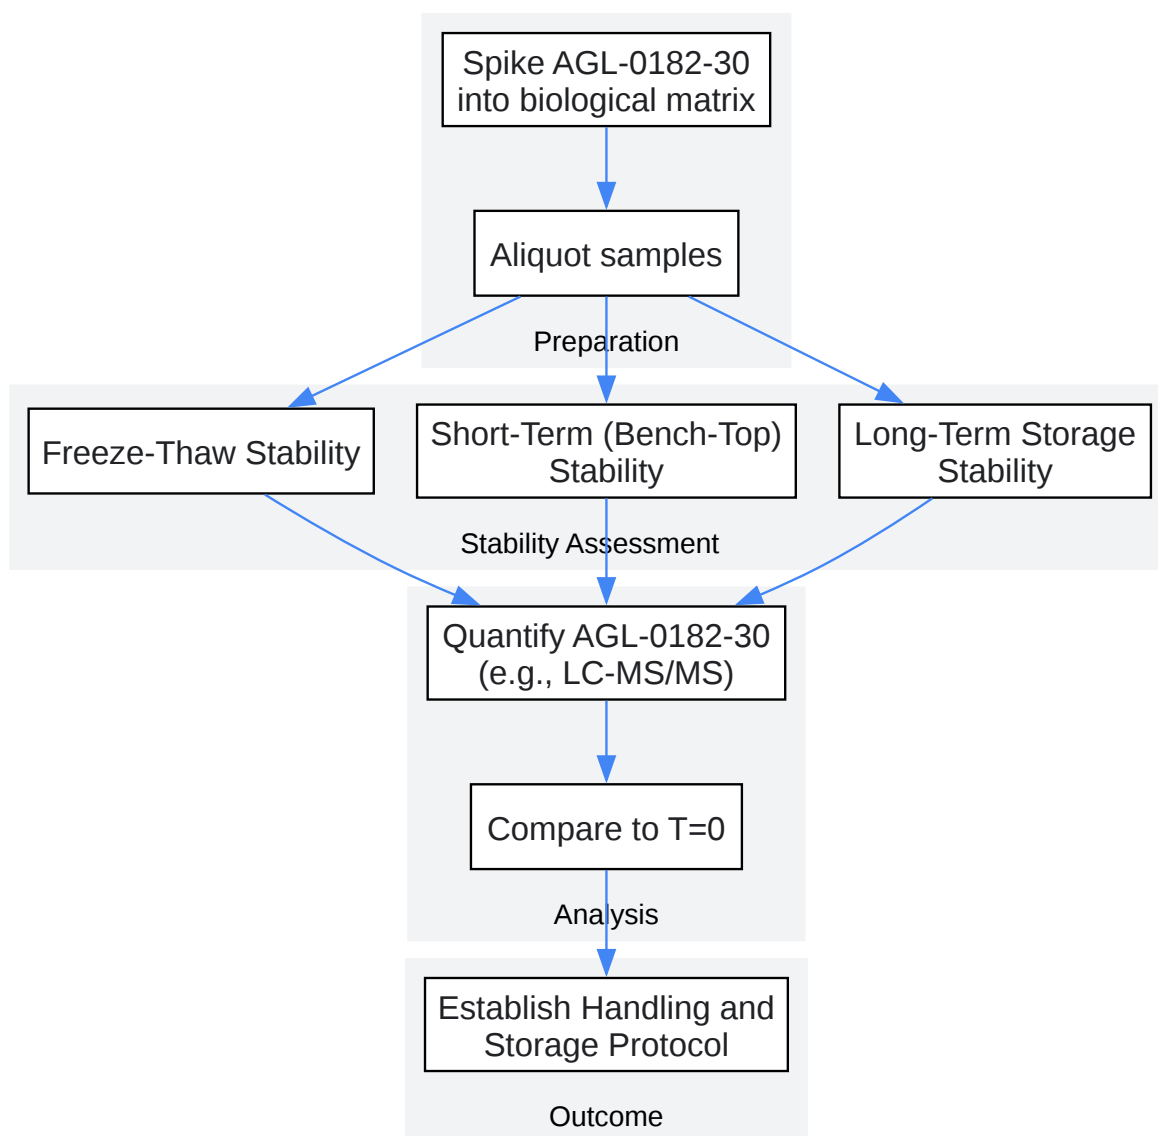 Spike AGL-0182-30
into biological matrix
Aliquot samples
Preparation
Freeze-Thaw Stability
Short-Term (Bench-Top)
Stability
Long-Term Storage
Stability
Stability Assessment
Quantify AGL-0182-30
(e.g., LC-MS/MS)
Compare to T=0
Analysis
Establish Handling and
Storage Protocol
Outcome